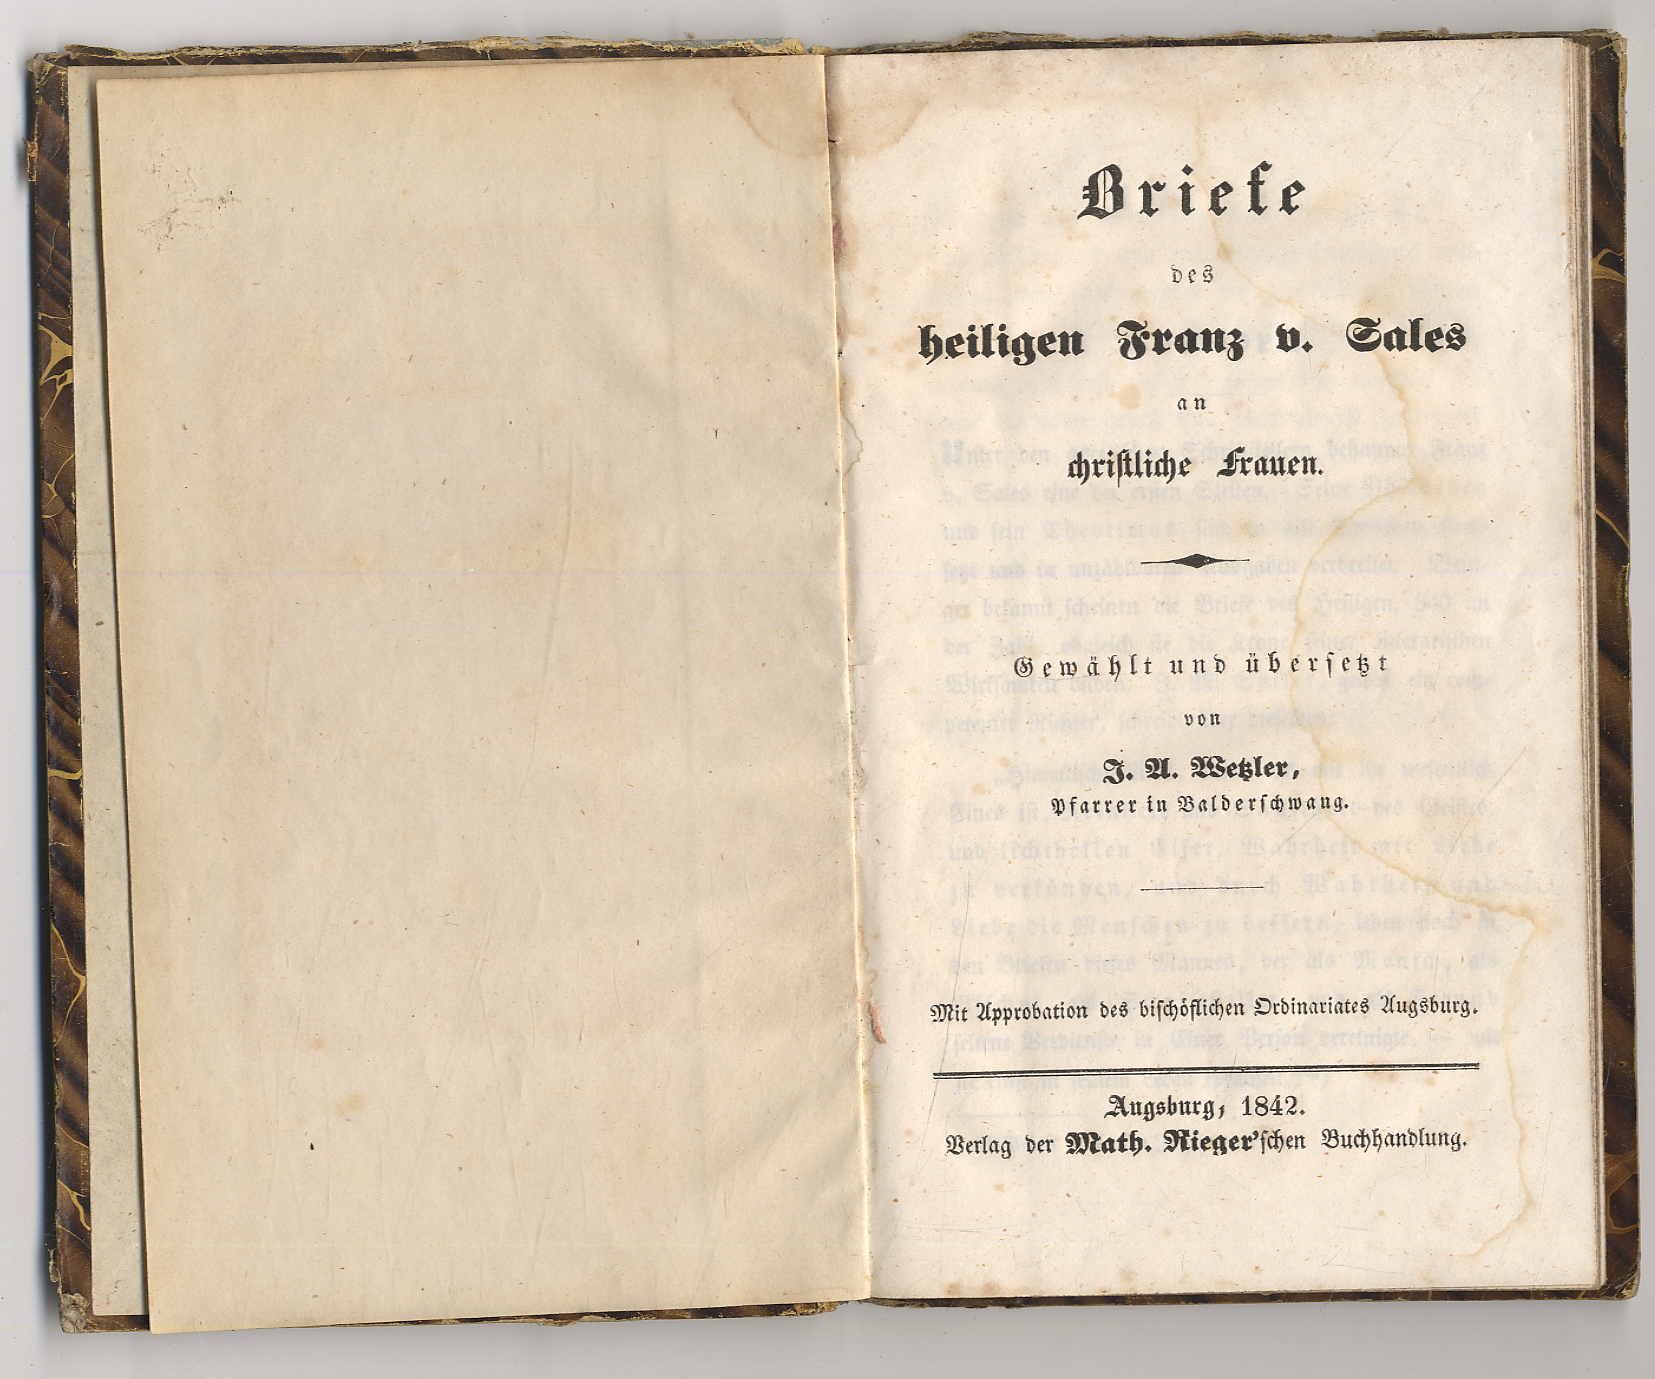 Briefe
des
heiligen Franz v. Sales
an
christliche Frauen.
Gewählt und übersetzt
von
J. A. Wetzler,
Pfarrer in Balderschwang.
Mit Approbation des bischöflichen Ordinariates Augsburg.
Augsburg, 1842.
Verlag der Math. Rieger'schen Buchhandlung.